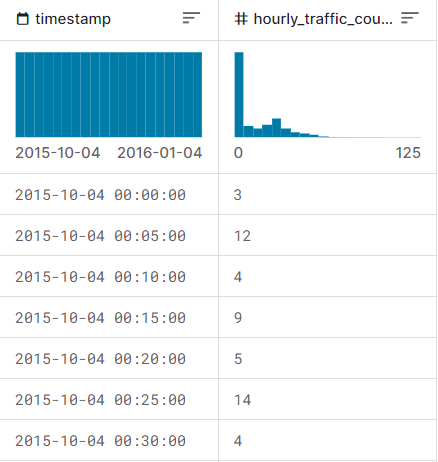 timestamp
hourly_traffic_cou...
2015-10-04 2016-01-04
0 125
2015-10-04 00:00:00 3
2015-10-04 00:05:00 12
2015-10-04 00:10:00 4
2015-10-04 00:15:00 9
2015-10-04 00:20:00 5
2015-10-04 00:25:00 14
2015-10-04 00:30:00 4